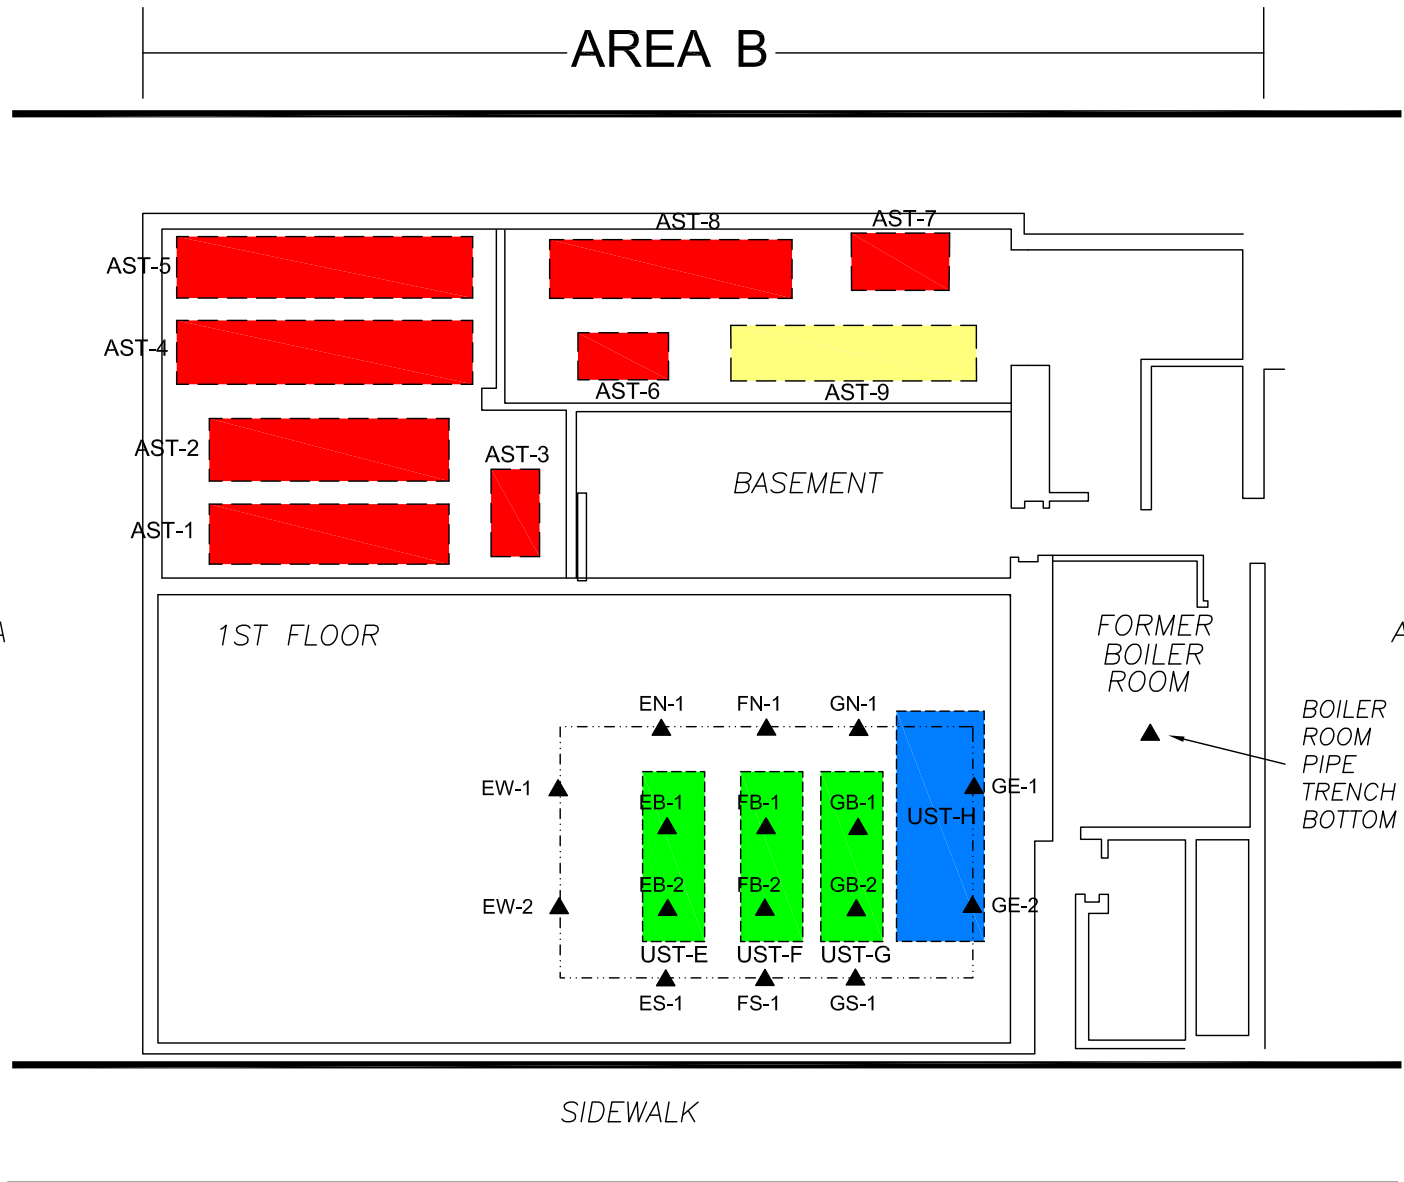 AREA B
AST-8
AST-7
AST-5
AST-4
AST-6
AST-9
AST-2
AST-3
BASEMENT
AST-1
1ST FLOOR
FORMER
BOILER
ROOM
A
A
EN-1
FN-1
GN-1
BOILER
ROOM
PIPE
TRENCH
BOTTOM
EW-1
GE-1
EB-1
FB-1
GB-1
UST-H
EB-2
FB-2
GB-2
EW-2
GE-2
UST-E
UST-F
UST-G
ES-1
FS-1
GS-1
SIDEWALK